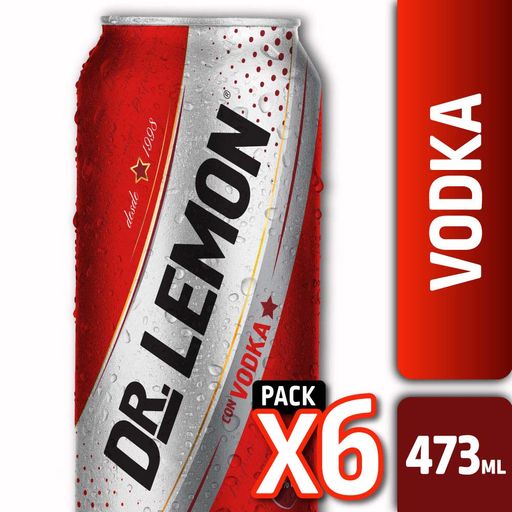 desde 1998
DR. LEMON®
CON VODKA
VODKA
PACK
X6
473ML